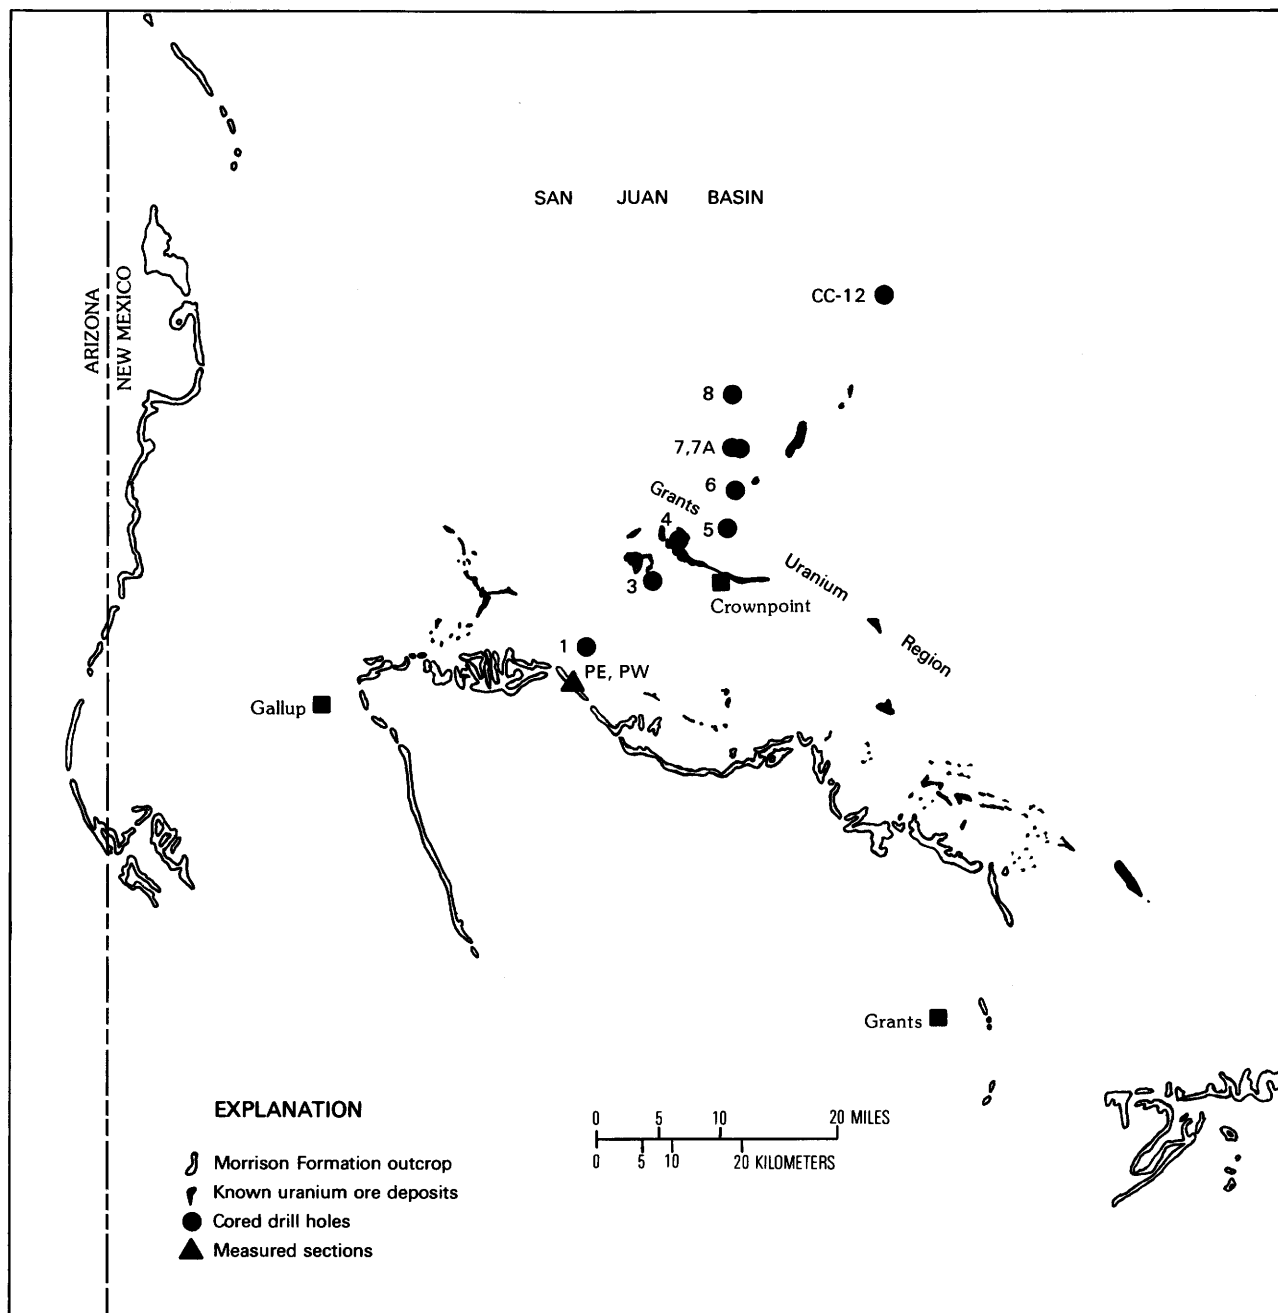 SAN JUAN BASIN
CC-12
ARIZONA
NEW MEXICO
8
7,7A
6
Grants
4
5
Uranium
3
Crownpoint
Region
1
PE, PW
Gallup
Grants
EXPLANATION
Morrison Formation outcrop
Known uranium ore deposits
Cored drill holes
Measured sections
0 5 10 20 MILES
0 5 10 20 KILOMETERS